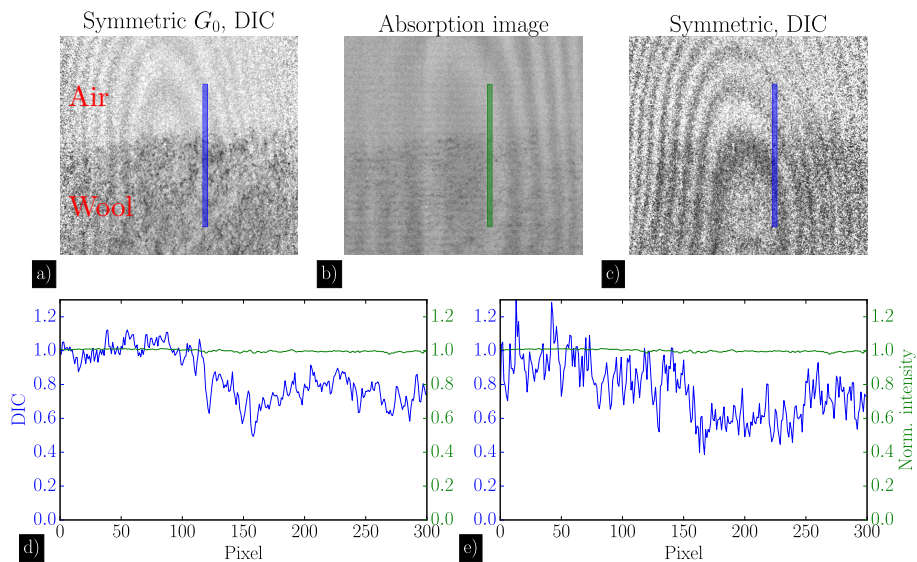 Symmetric G₀, DIC
Absorption image
Symmetric, DIC
Air
Wool
a)
b)
c)
1.2
1.0
0.8
0.6
0.4
0.2
0.0
DIC
0 50 100 150 200 250 300
Pixel
1.2
1.0
0.8
0.6
0.4
0.2
0.0
d)
1.2
1.0
0.8
0.6
0.4
0.2
0.0
0 50 100 150 200 250 300
Pixel
1.2
1.0
0.8
0.6
0.4
0.2
0.0
Norm. intensity
e)